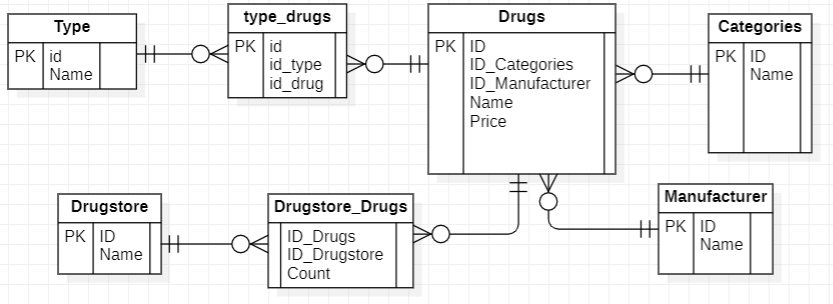 Type
PK id
Name
type_drugs
PK id
id_type
id_drug
Drugs
PK ID
ID_Categories
ID_Manufacturer
Name
Price
Categories
PK ID
Name
Drugstore
PK ID
Name
Drugstore_Drugs
ID_Drugs
ID_Drugstore
Count
Manufacturer
PK ID
Name